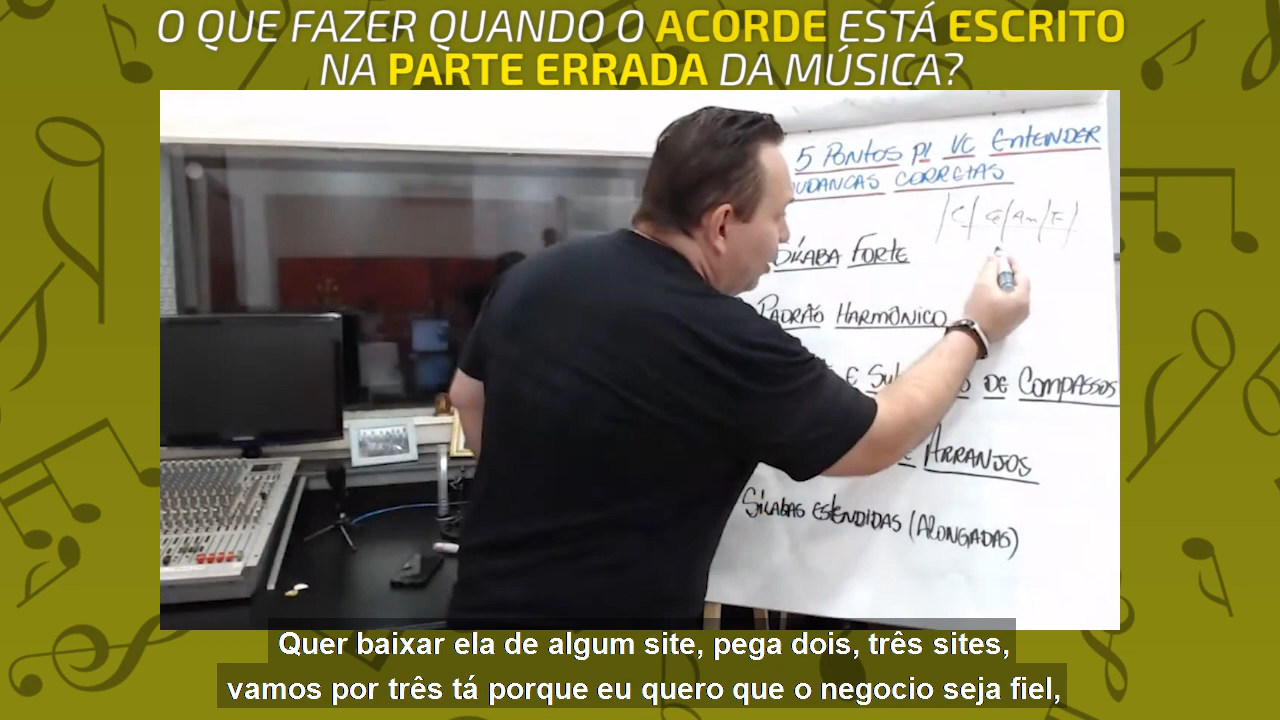 O QUE FAZER QUANDO O ACORDE ESTÁ ESCRITO
NA PARTE ERRADA DA MÚSICA?
5 PONTOS P/ VC ENTENDER
CORRETAS
| C | G | Am | F |
SÍLABA FORTE
PADRÃO HARMÔNICO
E DE COMPASSOS
ARRANJOS
SÍLABAS ESTENDIDAS (ALONGADAS)
Quer baixar ela de algum site, pega dois, três sites,
vamos por três tá porque eu quero que o negocio seja fiel,